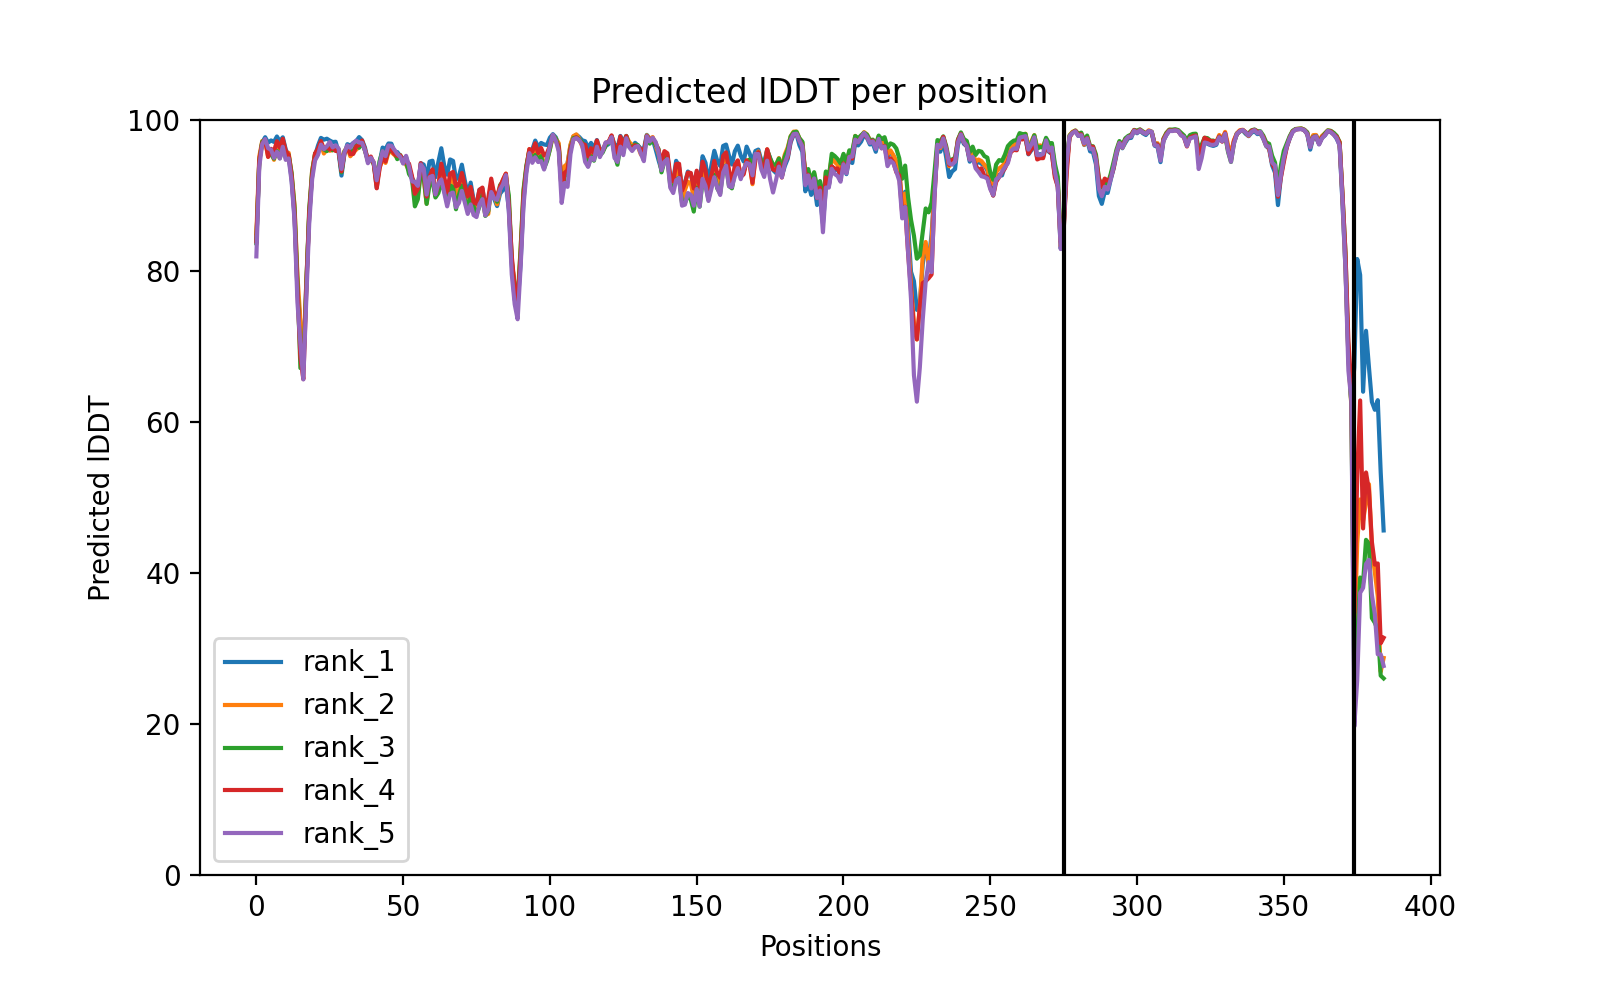 Predicted lDDT per position
100
80
60
40
20
0
Predicted lDDT
rank_1
rank_2
rank_3
rank_4
rank_5
0 50 100 150 200 250 300 350 400
Positions